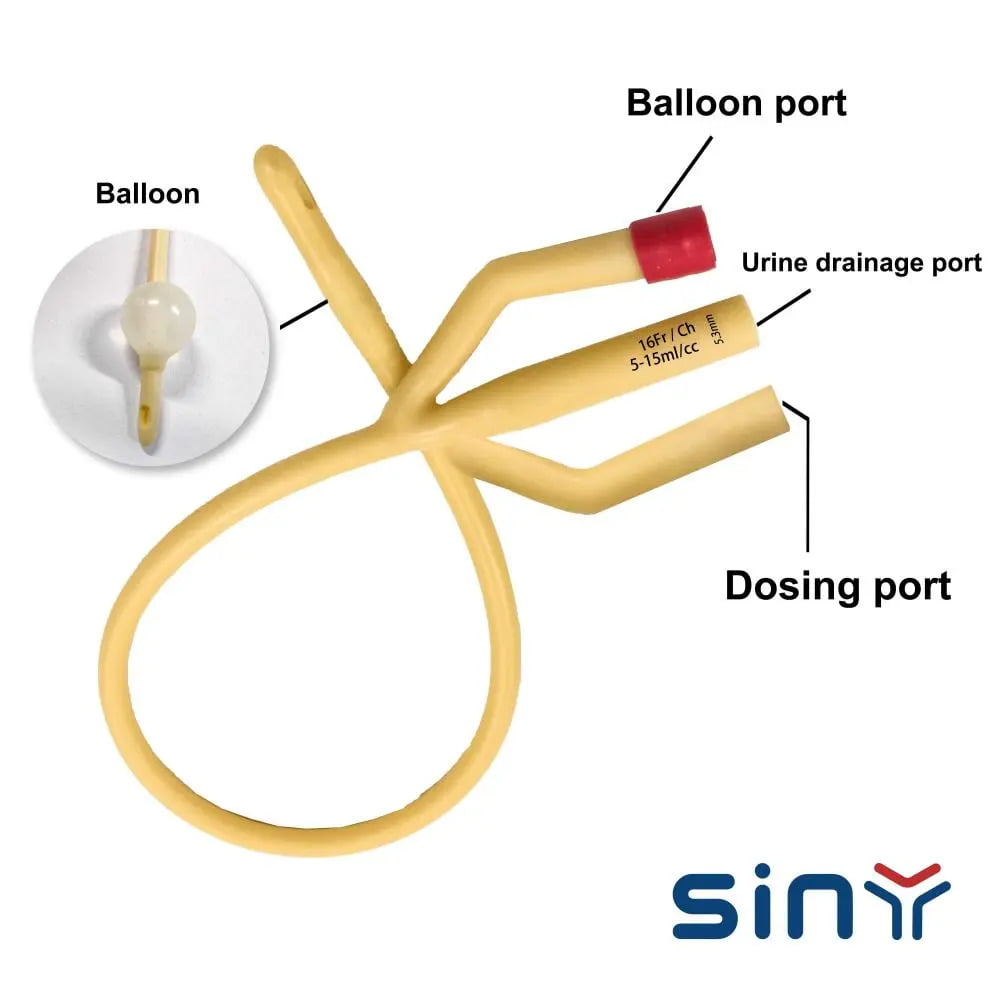 Balloon port
Balloon
Urine drainage port
16Fr / Ch
5-15ml/cc
5.3mm
Dosing port
sinY